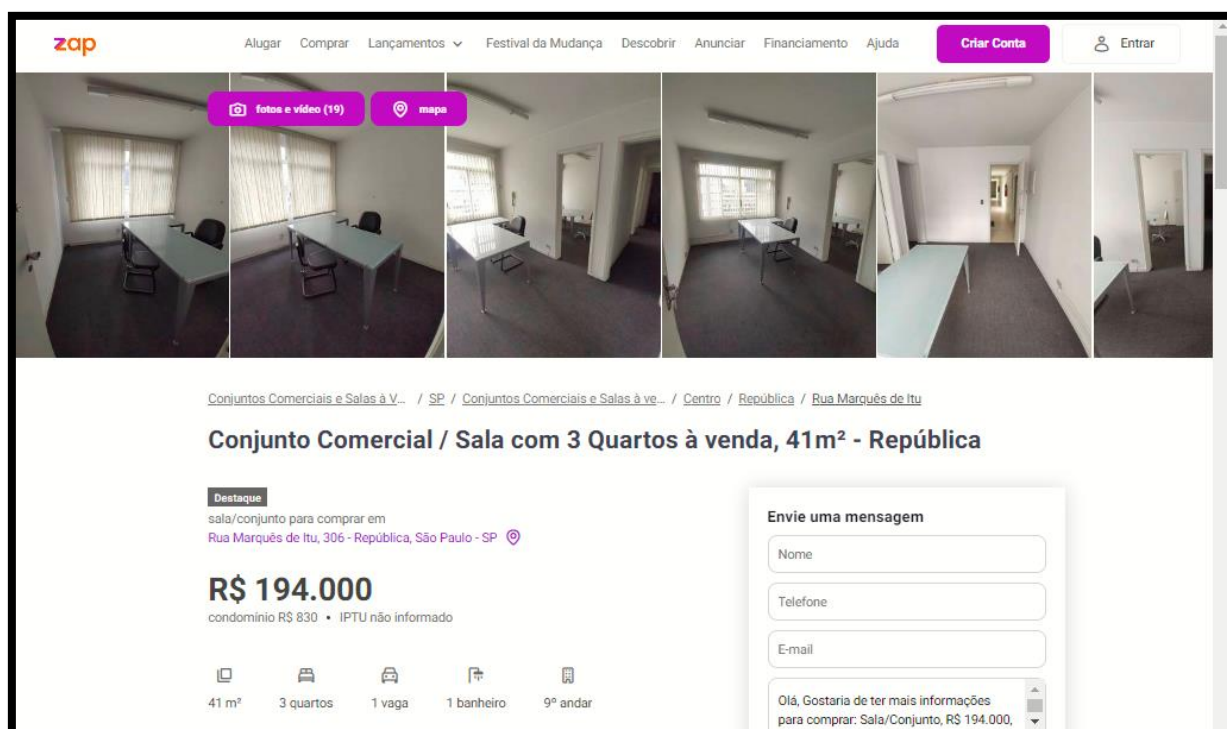 zap
Alugar Comprar Lançamentos Festival da Mudança Descobrir Anunciar Financiamento Ajuda Criar Conta Entrar
fotos e vídeo (19) mapa
Conjuntos Comerciais e Salas à V... / SP / Conjuntos Comerciais e Salas à ve... / Centro / República / Rua Marquês de Itu
Conjunto Comercial / Sala com 3 Quartos à venda, 41m² - República
Destaque
sala/conjunto para comprar em
Rua Marquês de Itu, 306 - República, São Paulo - SP
R$ 194.000
condomínio R$ 830 • IPTU não informado
41 m² 3 quartos 1 vaga 1 banheiro 9º andar
Envie uma mensagem
Nome
Telefone
E-mail
Olá, Gostaria de ter mais informações
para comprar: Sala/Conjunto, R$ 194.000,